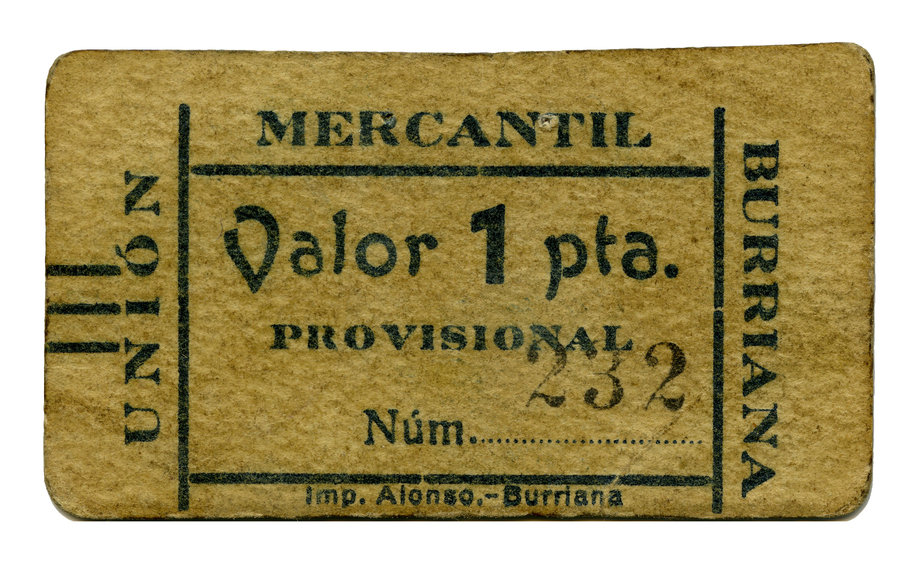 UNIÓN
MERCANTIL
BURRIANA
Valor 1 pta.
PROVISIONAL
232
Núm.
Imp. Alonso.-Burriana